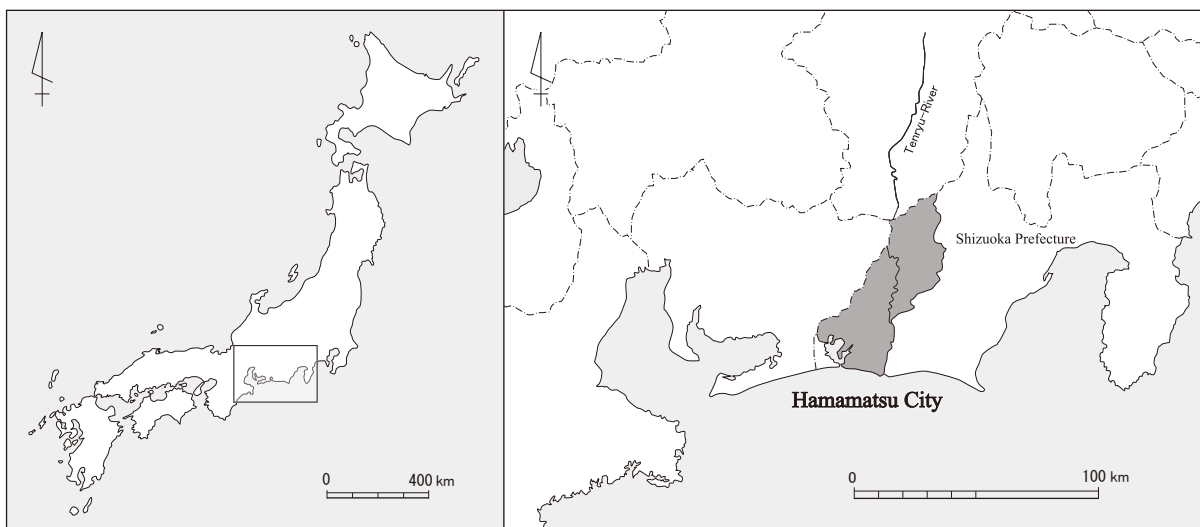 0
400 km
Tenryu-River
Shizuoka Prefecture
Hamamatsu City
0
100 km